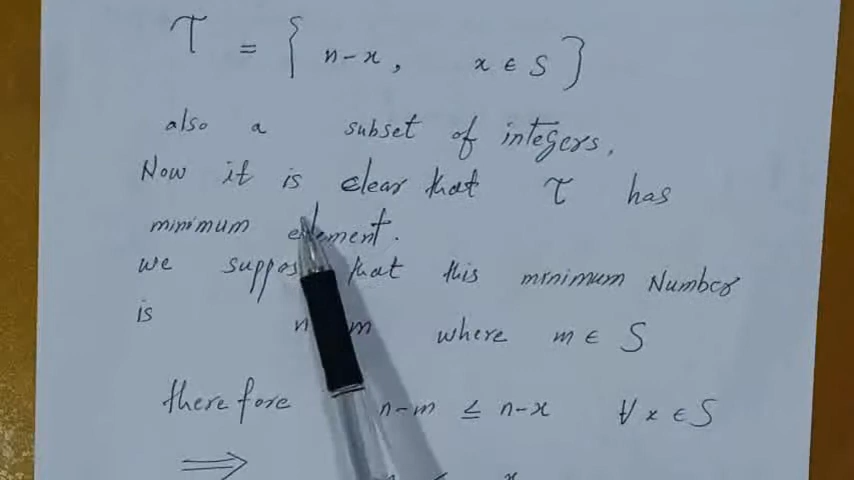 T = { n-x, x ∈ S }
also a subset of integers.
Now it is clear that T has
minimum element.
we suppos that this minimum Number
is n m where m ∈ S
therefore n-m ≤ n-x ∀ x ∈ S
⟹